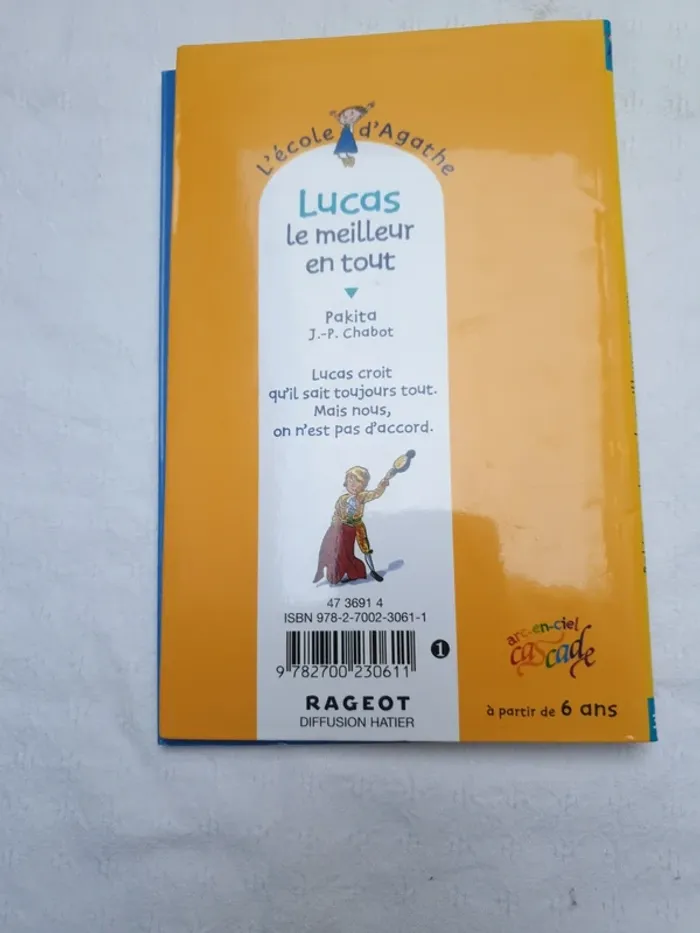 L'école d'Agathe
Lucas
le meilleur
en tout
Pakita
J.-P. Chabot
Lucas croit
qu'il sait toujours tout.
Mais nous,
on n'est pas d'accord.
47 3691 4
ISBN 978-2-7002-3061-1
9 782700 230611
1
RAGEOT
DIFFUSION HATIER
arc-en-ciel
cascade
à partir de 6 ans